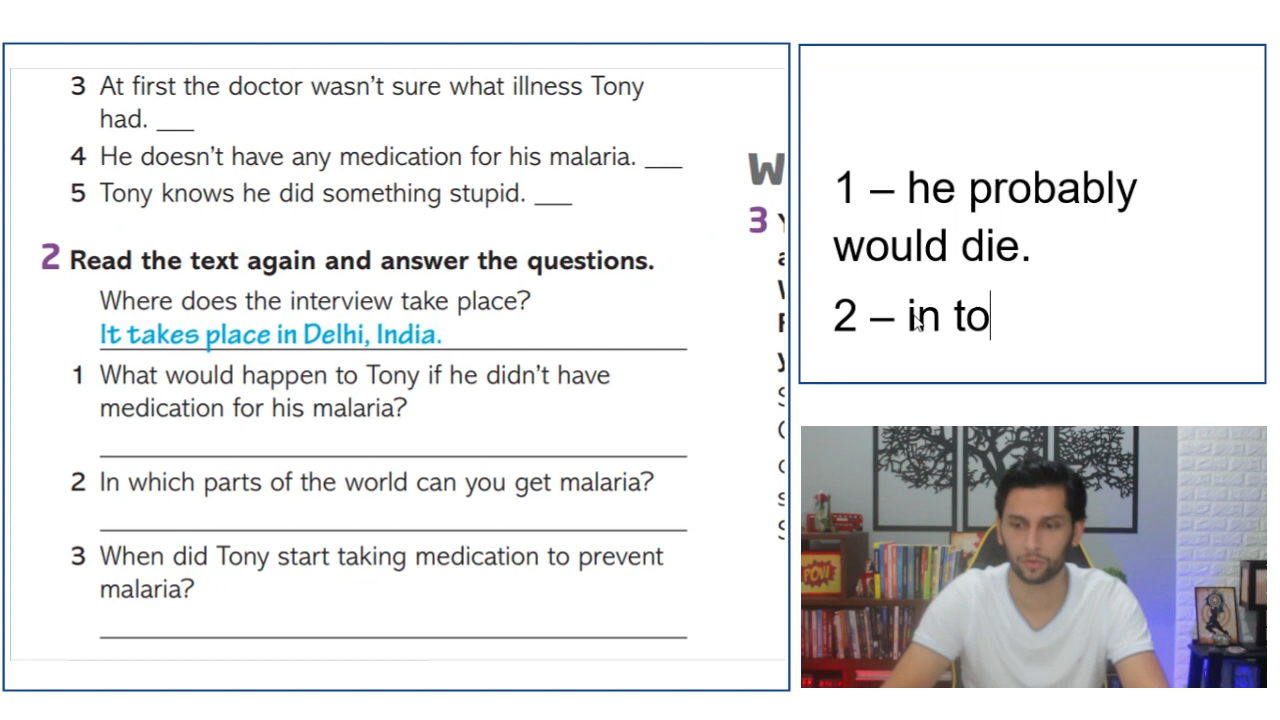 3 At first the doctor wasn't sure what illness Tony
had. ___
4 He doesn't have any medication for his malaria. ___
5 Tony knows he did something stupid. ___
2 Read the text again and answer the questions.
Where does the interview take place?
It takes place in Delhi, India.
1 What would happen to Tony if he didn't have
medication for his malaria?
2 In which parts of the world can you get malaria?
3 When did Tony start taking medication to prevent
malaria?
W
3
1 – he probably
would die.
2 – in to
POW!